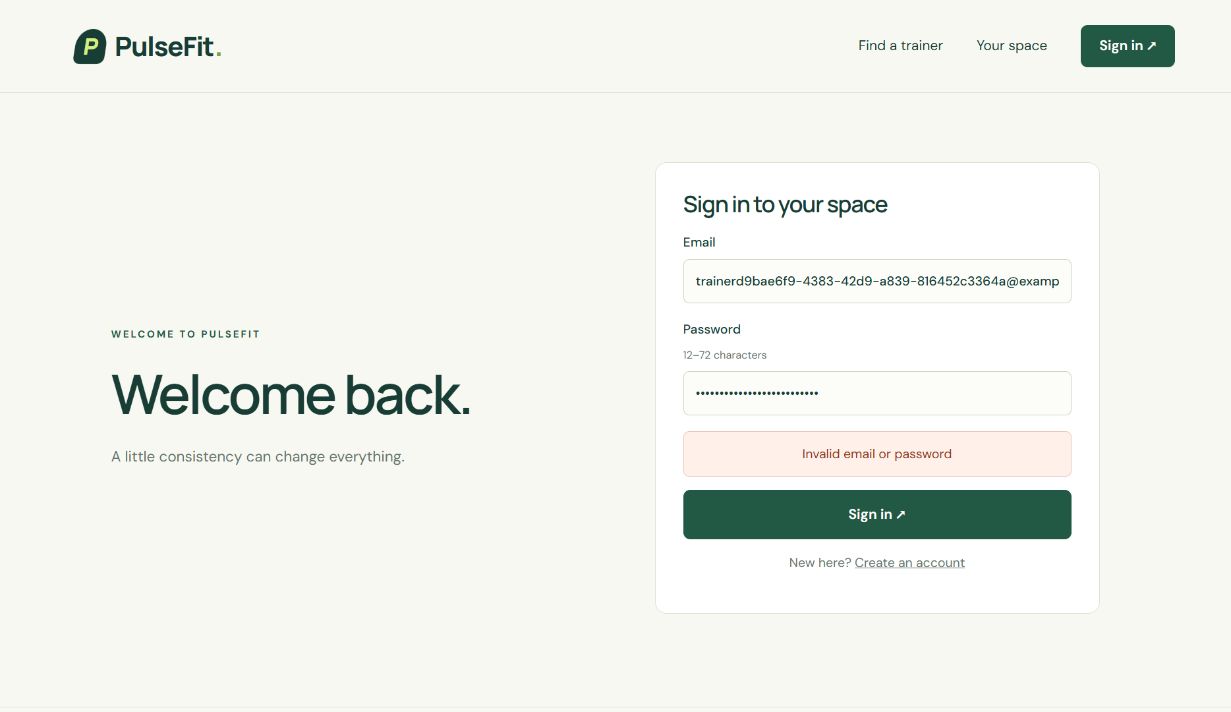 P PulseFit.
Find a trainer
Your space
Sign in ↗
WELCOME TO PULSEFIT
Welcome back.
A little consistency can change everything.
Sign in to your space
Email
trainerd9bae6f9-4383-42d9-a839-816452c3364a@examp
Password
12–72 characters
••••••••••••••••••••••••••
Invalid email or password
Sign in ↗
New here? Create an account